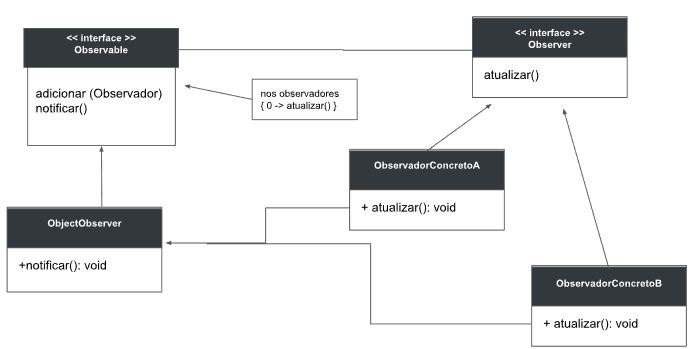 << interface >>
Observable
adicionar (Observador)
notificar()
nos observadores
{ 0 -> atualizar() }
<< interface >>
Observer
atualizar()
ObservadorConcretoA
+ atualizar(): void
ObjectObserver
+notificar(): void
ObservadorConcretoB
+ atualizar(): void